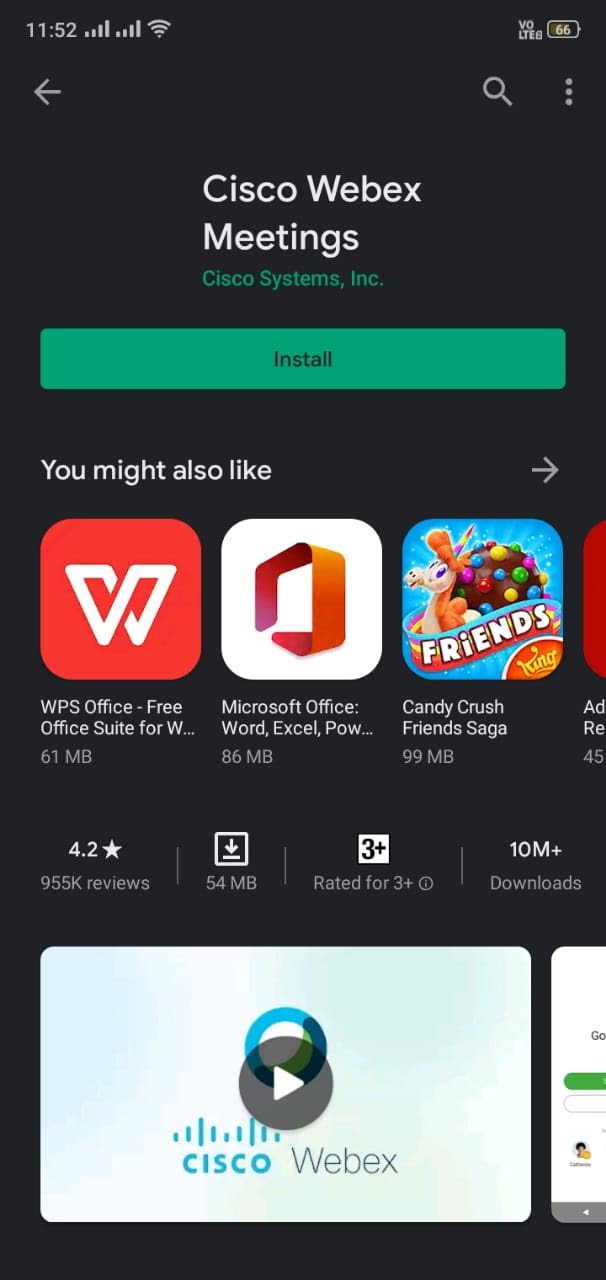 11:52
VO
LTE2
66
Cisco Webex
Meetings
Cisco Systems, Inc.
Install
You might also like
FRiENDS
King
WPS Office - Free
Office Suite for W...
61 MB
Microsoft Office:
Word, Excel, Pow...
86 MB
Candy Crush
Friends Saga
99 MB
Ad
Re
45
4.2★
955K reviews
54 MB
3+
Rated for 3+
10M+
Downloads
CISCO Webex
Go
Catherine